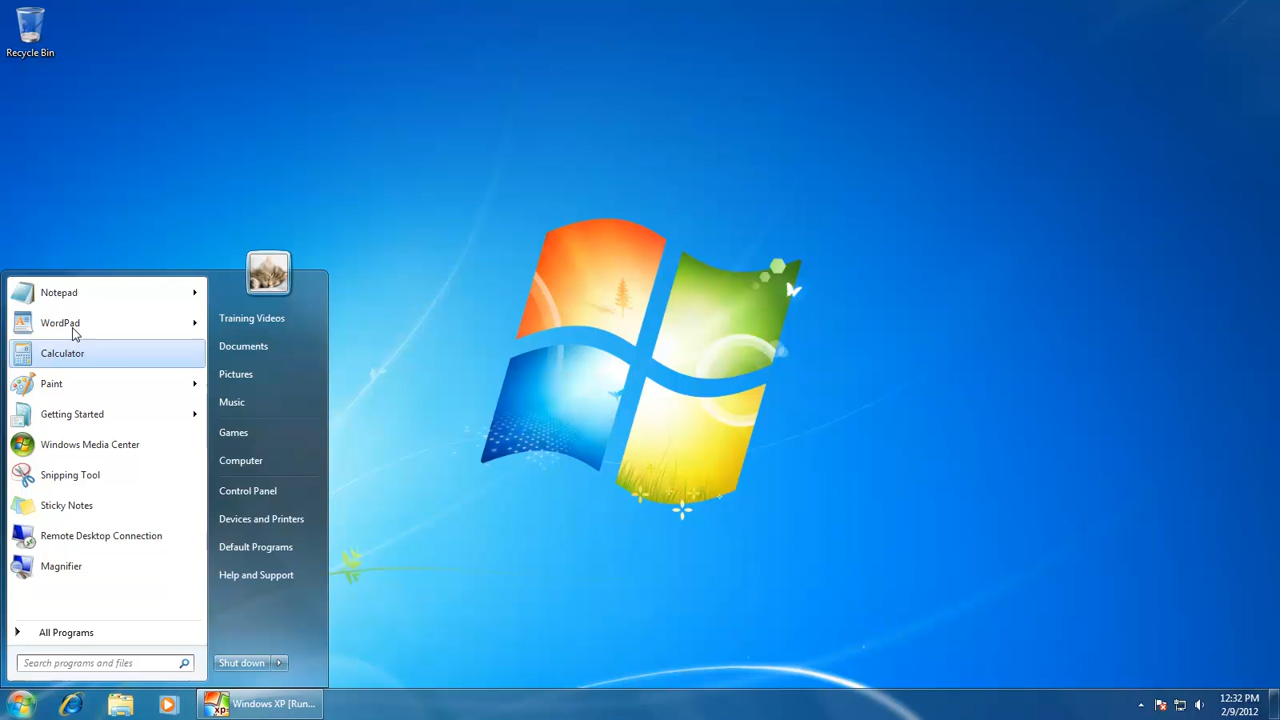 Recycle Bin
Notepad
WordPad
Calculator
Paint
Getting Started
Windows Media Center
Snipping Tool
Sticky Notes
Remote Desktop Connection
Magnifier
All Programs
Search programs and files
Training Videos
Documents
Pictures
Music
Games
Computer
Control Panel
Devices and Printers
Default Programs
Help and Support
Shut down
xp
Windows XP [Run...
12:32 PM
2/9/2012